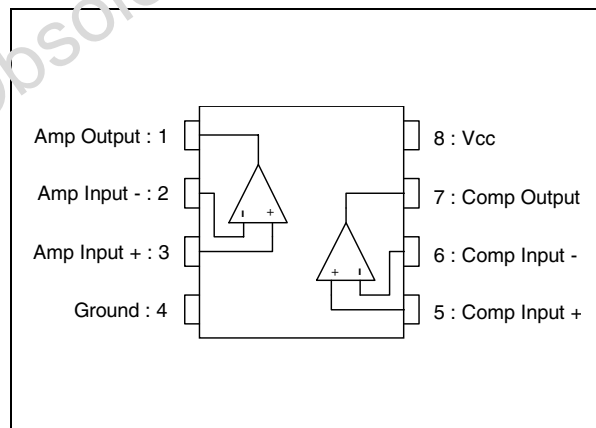 Obsole
Amp Output : 1
Amp Input - : 2
Amp Input + : 3
Ground : 4
8 : Vcc
7 : Comp Output
6 : Comp Input -
5 : Comp Input +
- +
+ -